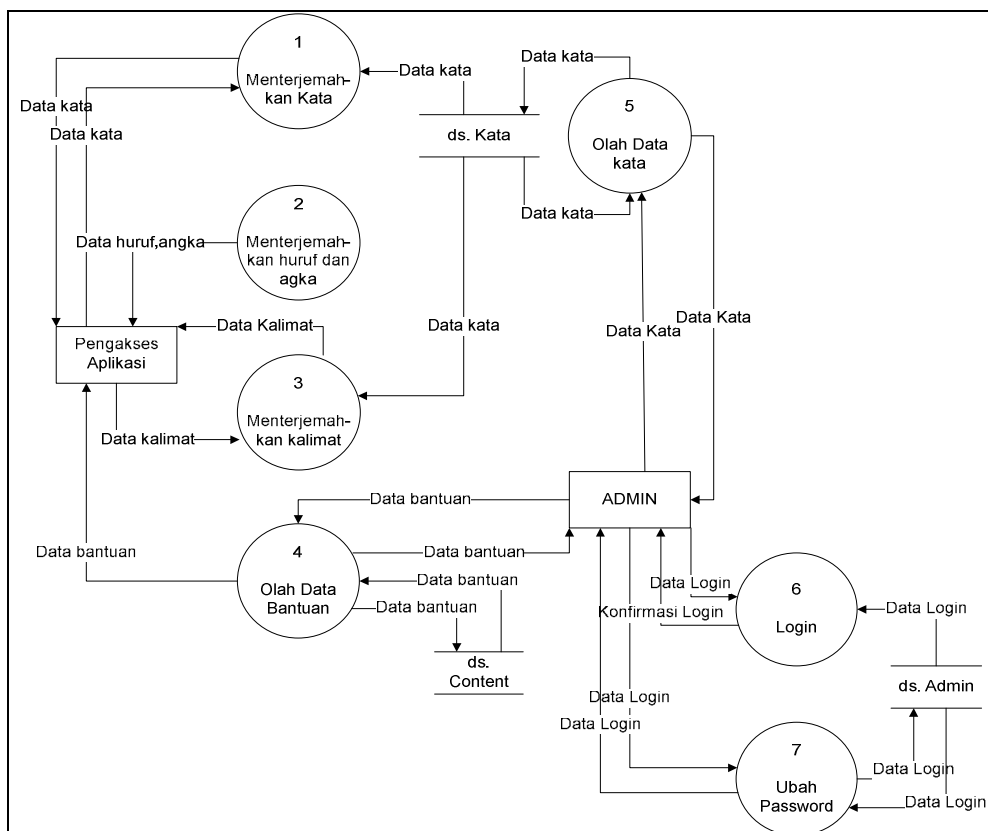 1
Menterjemah-
kan Kata
Data kata
Data kata
Data kata
ds. Kata
Data kata
Data kata
5
Olah Data
kata
2
Menterjemah-
kan huruf dan
agka
Data huruf,angka
Data kata
Data Kata
Data Kata
Pengakses
Aplikasi
Data Kalimat
Data kalimat
3
Menterjemah-
kan kalimat
ADMIN
Data bantuan
Data bantuan
Data bantuan
Data bantuan
Data bantuan
4
Olah Data
Bantuan
ds.
Content
Data Login
Konfirmasi Login
6
Login
Data Login
ds. Admin
Data Login
Data Login
7
Ubah
Password
Data Login
Data Login